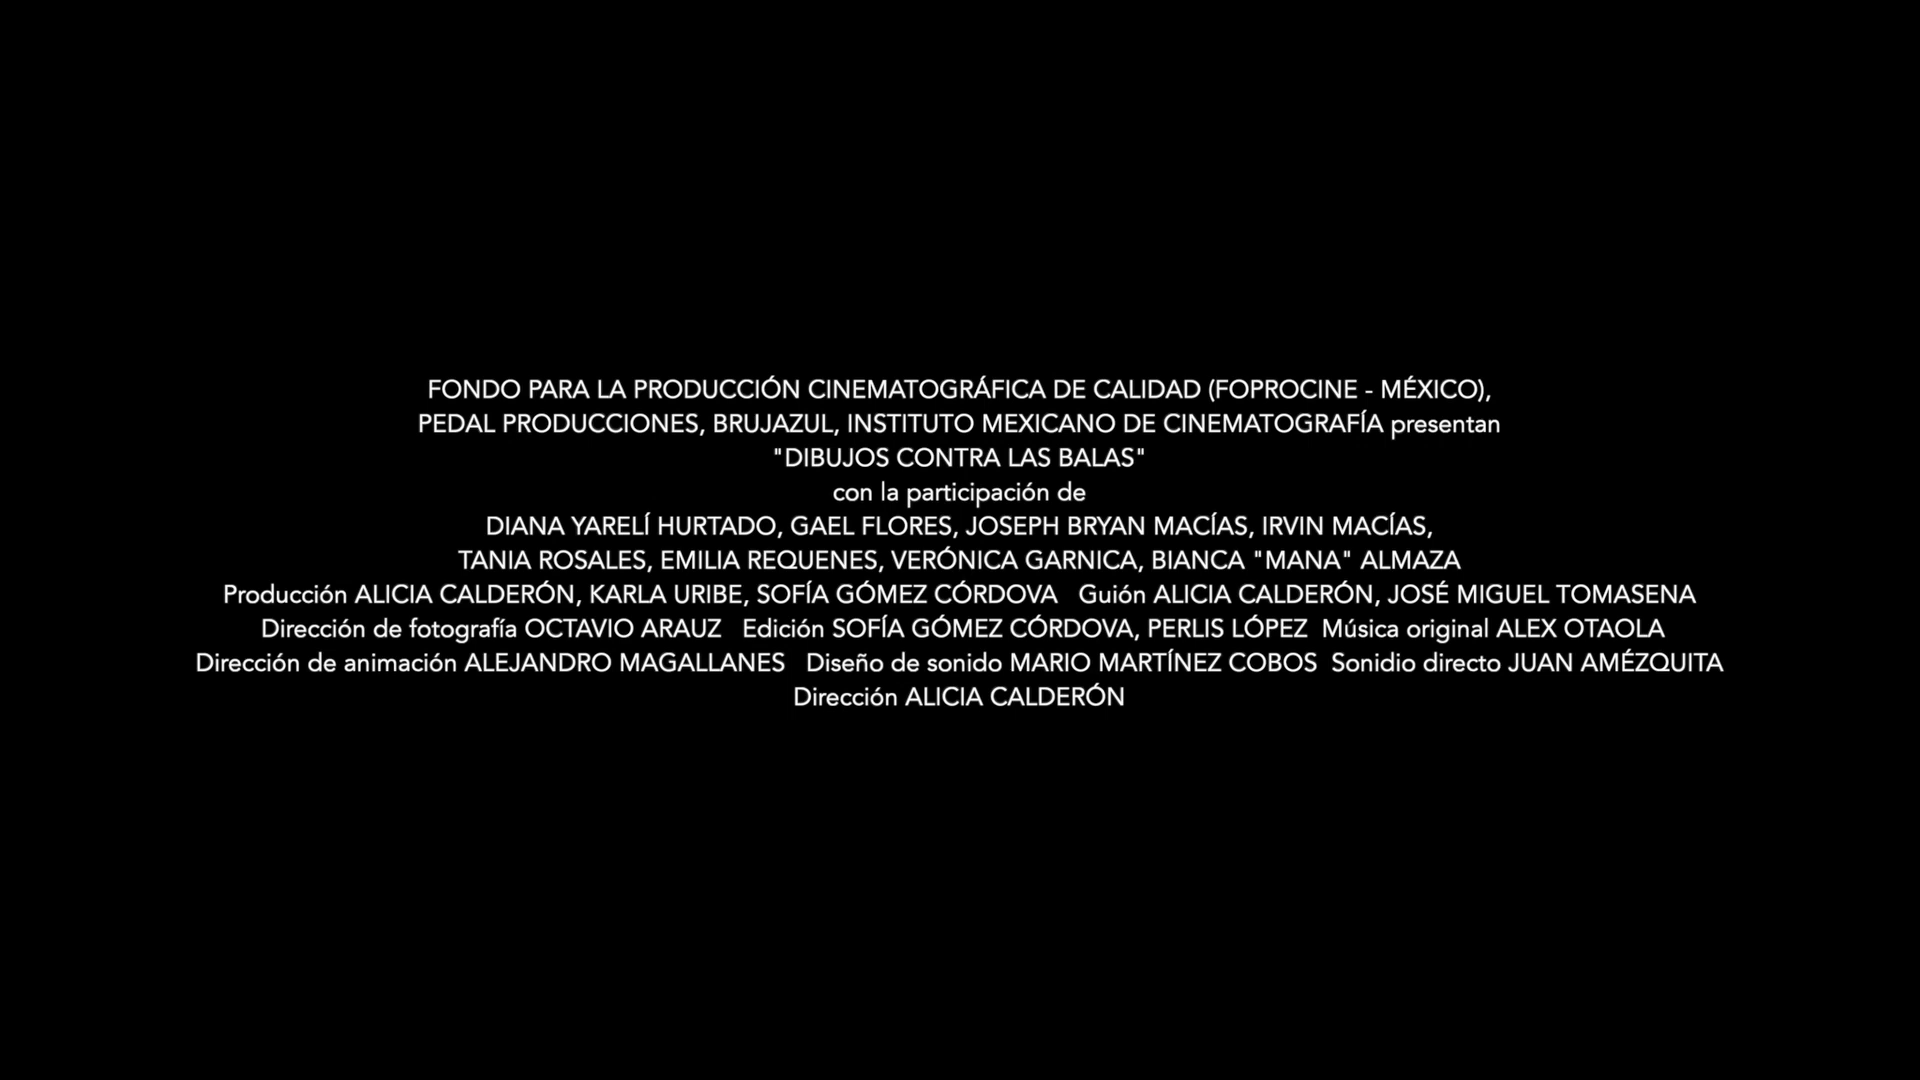 FONDO PARA LA PRODUCCIÓN CINEMATOGRÁFICA DE CALIDAD (FOPROCINE - MÉXICO),
PEDAL PRODUCCIONES, BRUJAZUL, INSTITUTO MEXICANO DE CINEMATOGRAFÍA presentan
"DIBUJOS CONTRA LAS BALAS"
con la participación de
DIANA YARELÍ HURTADO, GAEL FLORES, JOSEPH BRYAN MACÍAS, IRVIN MACÍAS,
TANIA ROSALES, EMILIA REQUENES, VERÓNICA GARNICA, BIANCA "MANA" ALMAZA
Producción ALICIA CALDERÓN, KARLA URIBE, SOFÍA GÓMEZ CÓRDOVA   Guión ALICIA CALDERÓN, JOSÉ MIGUEL TOMASENA
Dirección de fotografía OCTAVIO ARAUZ   Edición SOFÍA GÓMEZ CÓRDOVA, PERLIS LÓPEZ  Música original ALEX OTAOLA
Dirección de animación ALEJANDRO MAGALLANES   Diseño de sonido MARIO MARTÍNEZ COBOS  Sonidio directo JUAN AMÉZQUITA
Dirección ALICIA CALDERÓN